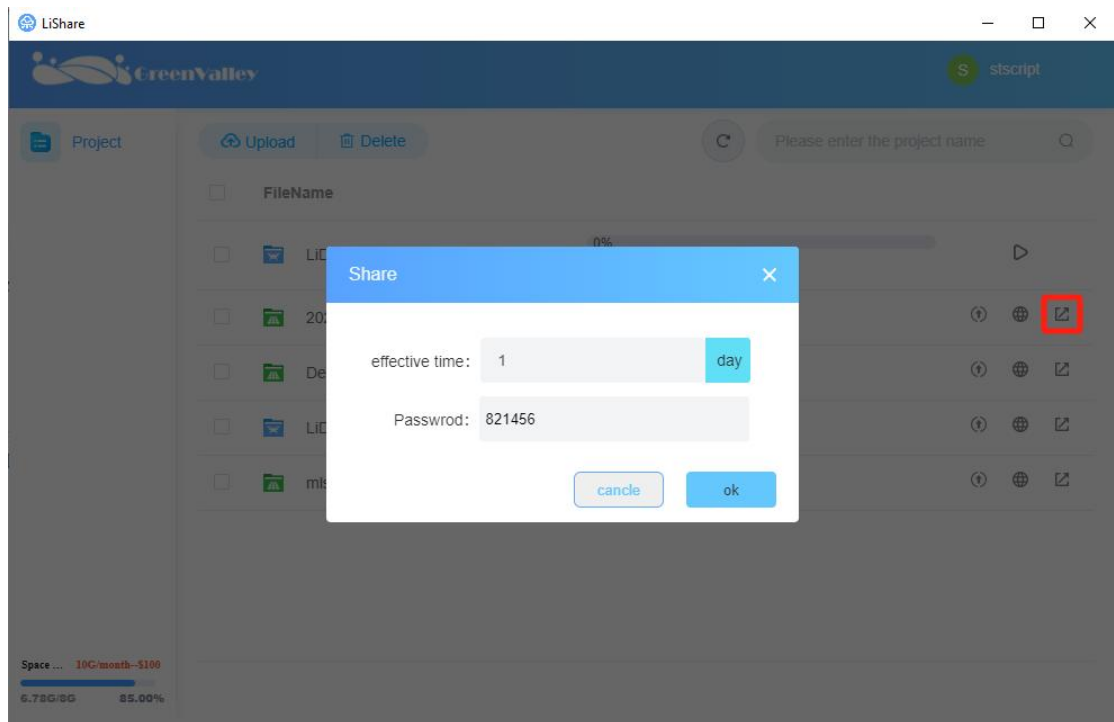 LiShare
GreenValley
S stscript
Project
Upload Delete
Please enter the project name
FileName
LiD
0%
Share
202
effective time: 1 day
De
Passwrod: 821456
LiD
mls
cancle ok
Space ... 10G/month--$100
6.78G/8G 85.00%